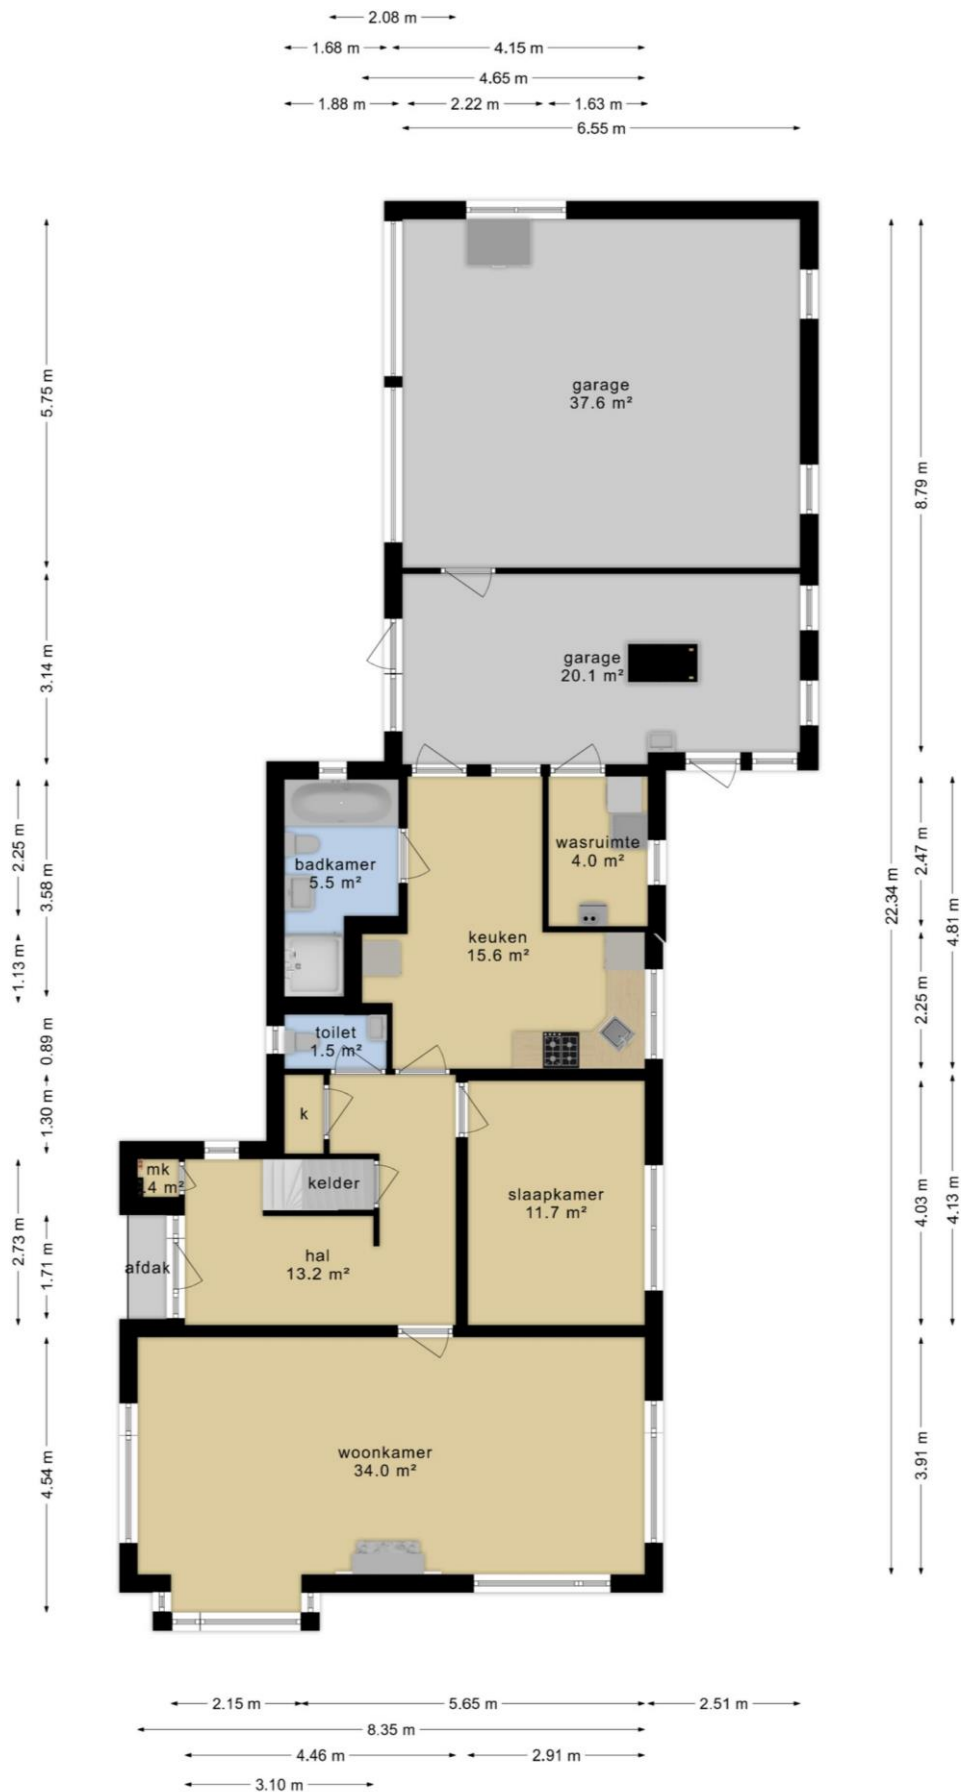 2.08 m
1.68 m
4.15 m
4.65 m
1.88 m
2.22 m
1.63 m
6.55 m
5.75 m
3.14 m
2.25 m
3.58 m
1.13 m
0.89 m
1.30 m
2.73 m
1.71 m
4.54 m
garage
37.6 m²
garage
20.1 m²
wasruimte
4.0 m²
badkamer
5.5 m²
keuken
15.6 m²
toilet
1.5 m²
k
mk
.4 m²
kelder
slaapkamer
11.7 m²
hal
13.2 m²
afdak
woonkamer
34.0 m²
22.34 m
8.79 m
2.47 m
4.81 m
2.25 m
4.03 m
4.13 m
3.91 m
2.15 m
5.65 m
2.51 m
8.35 m
4.46 m
2.91 m
3.10 m